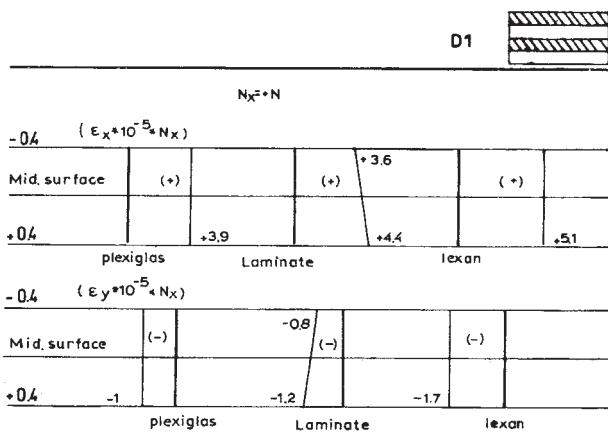 D1
Nx=+N
-0.4 (εx*10⁻⁵*Nx)
+3.6
Mid. surface (+) (+) (+)
+0.4 +3.9 +4.4 +5.1
plexiglas Laminate lexan
-0.4 (εy*10⁻⁵*Nx)
-0.8
Mid. surface (-) (-) (-)
+0.4 -1 -1.2 -1.7
plexiglas Laminate lexan